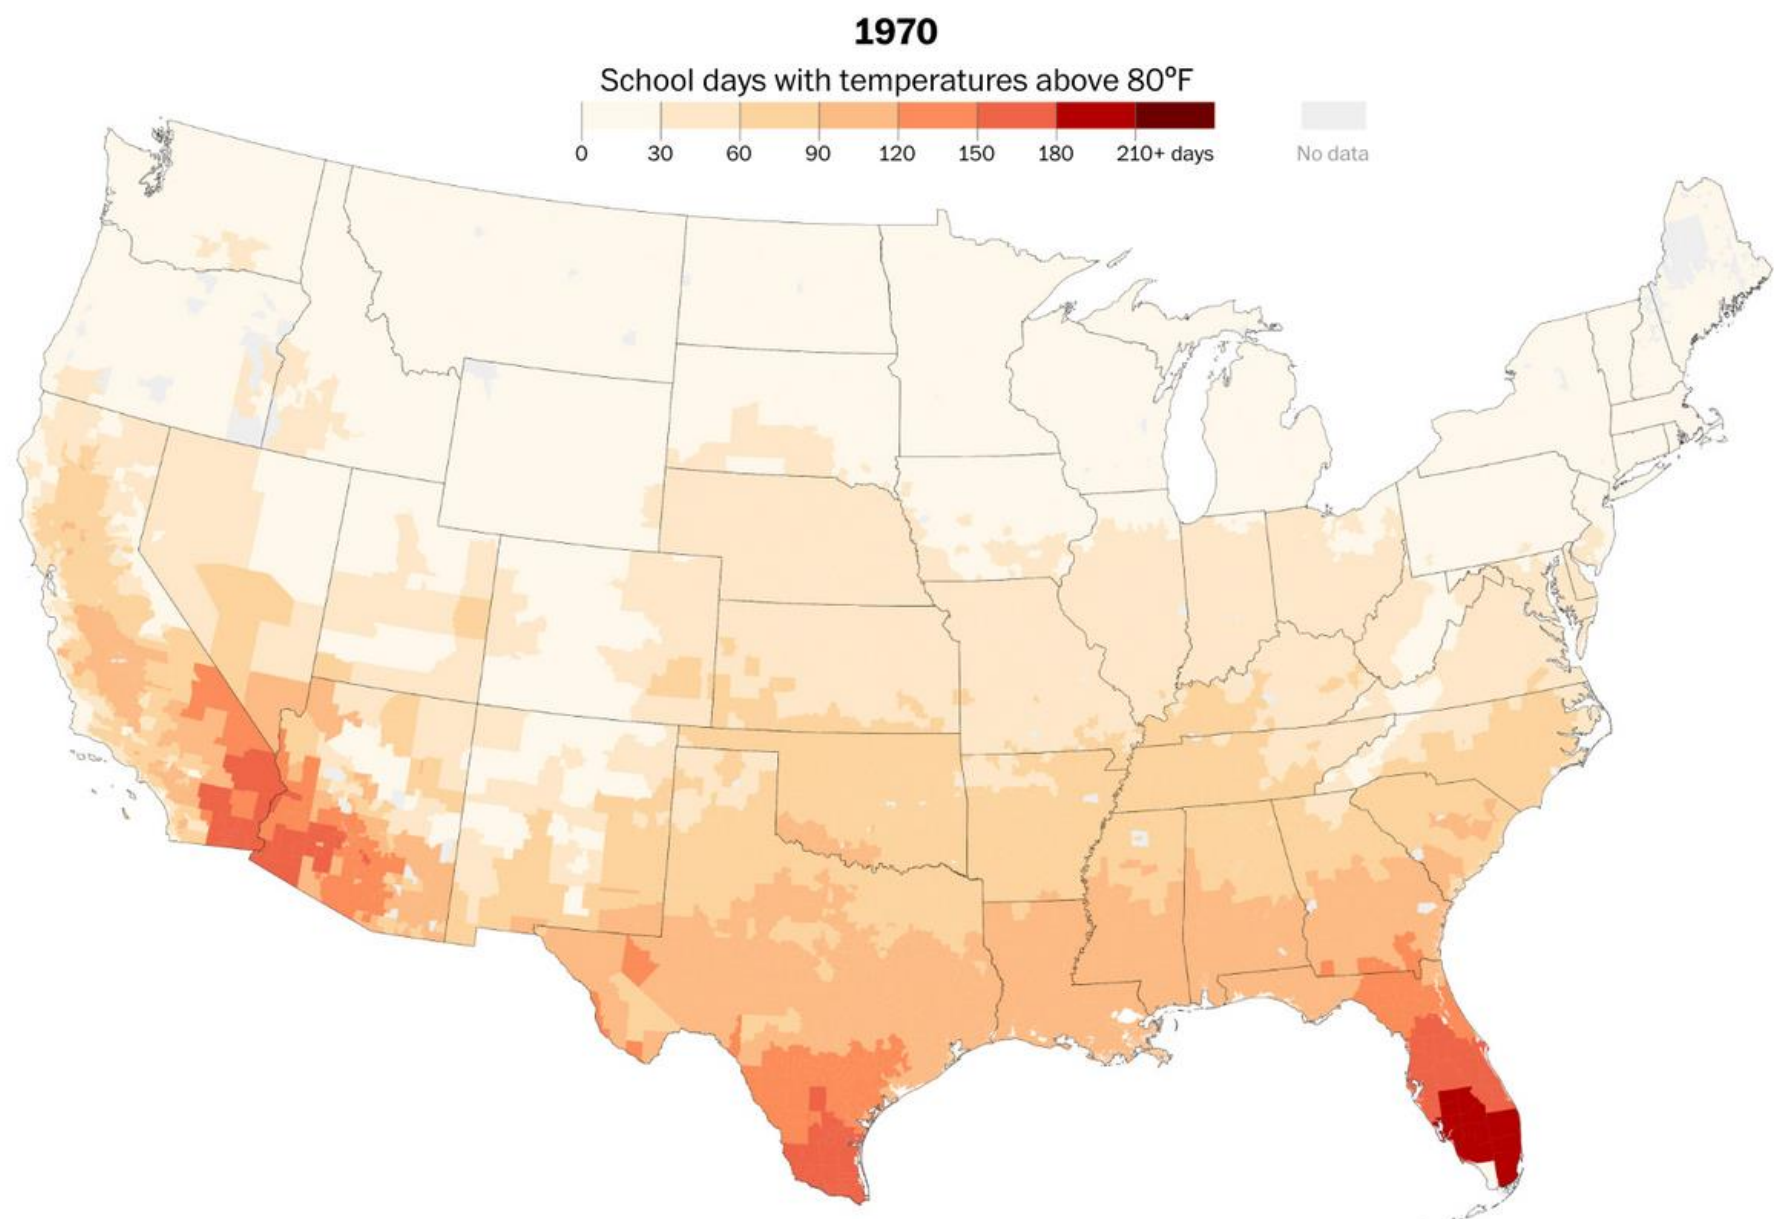 1970
School days with temperatures above 80°F
0 30 60 90 120 150 180 210+ days No data